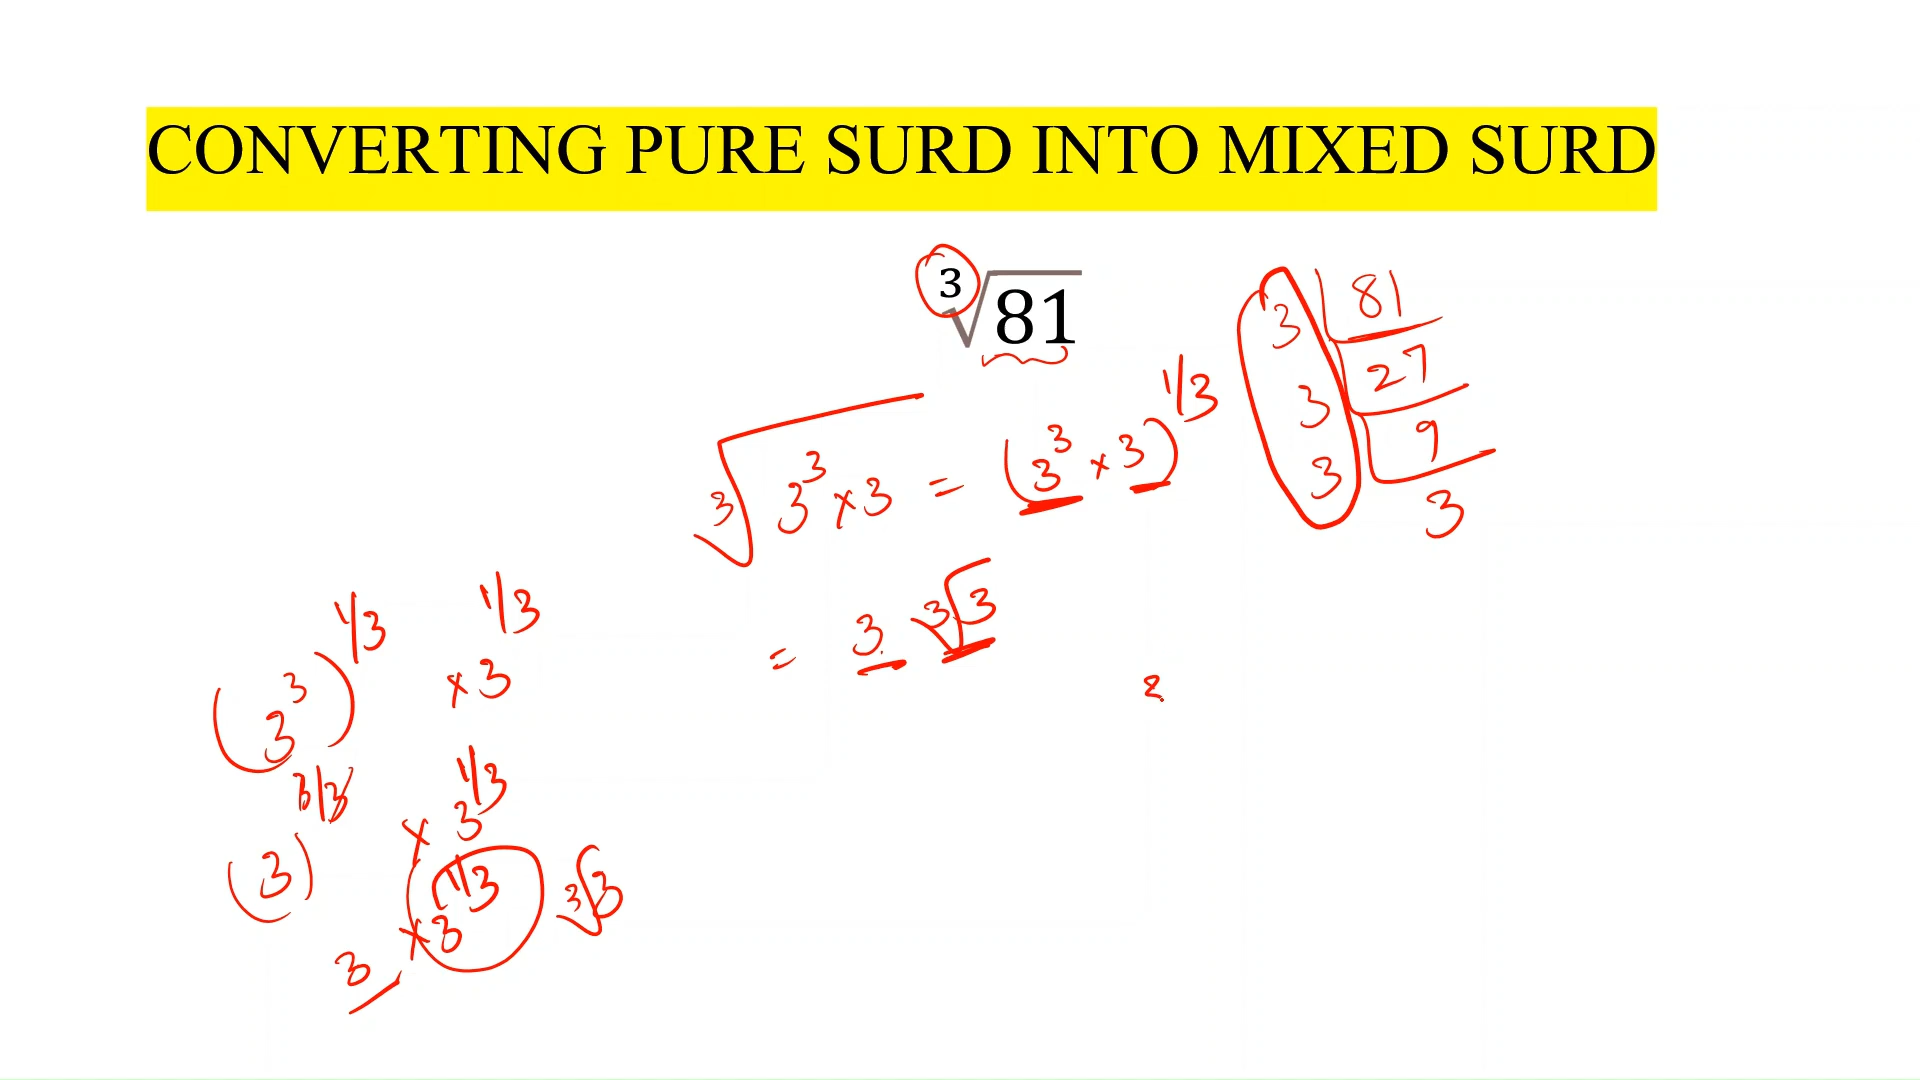 CONVERTING PURE SURD INTO MIXED SURD
∛81
3 | 81
3 | 27
3 | 9
3
∛(3³ × 3) = (3³ × 3)^1/3
= 3 ∛3
(3³)^1/3 × 3^1/3
(3)^3/3 × 3^1/3
3 × 3^1/3 ∛3